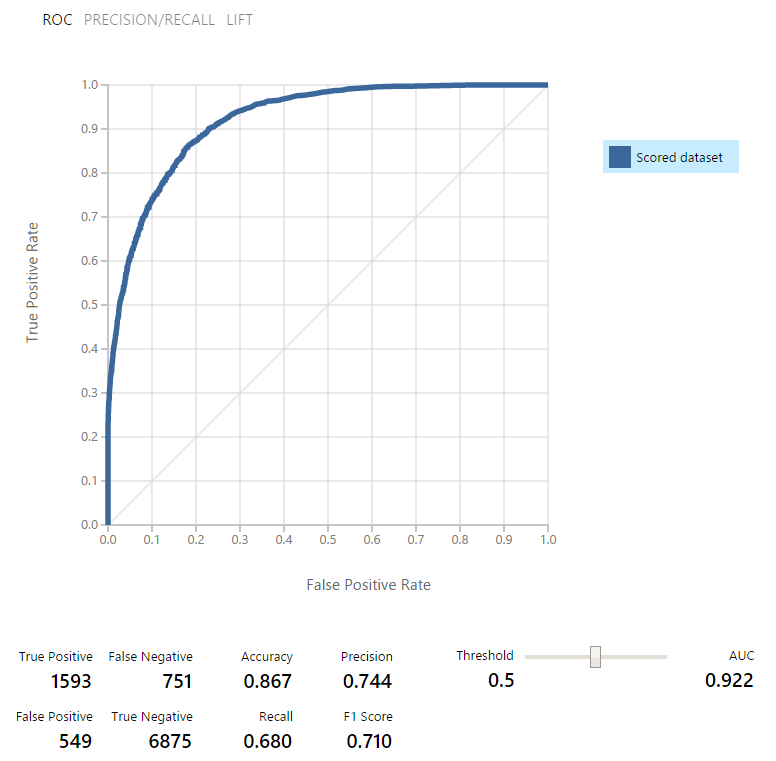 ROC PRECISION/RECALL LIFT
1.0
0.9
0.8
0.7
0.6
0.5
0.4
0.3
0.2
0.1
0.0
True Positive Rate
0.0 0.1 0.2 0.3 0.4 0.5 0.6 0.7 0.8 0.9 1.0
False Positive Rate
Scored dataset
True Positive False Negative Accuracy Precision Threshold AUC
1593 751 0.867 0.744 0.5 0.922
False Positive True Negative Recall F1 Score
549 6875 0.680 0.710